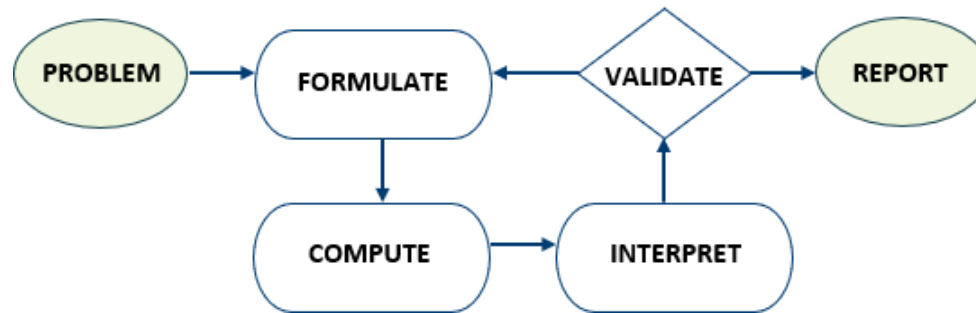 PROBLEM
FORMULATE
VALIDATE
REPORT
COMPUTE
INTERPRET